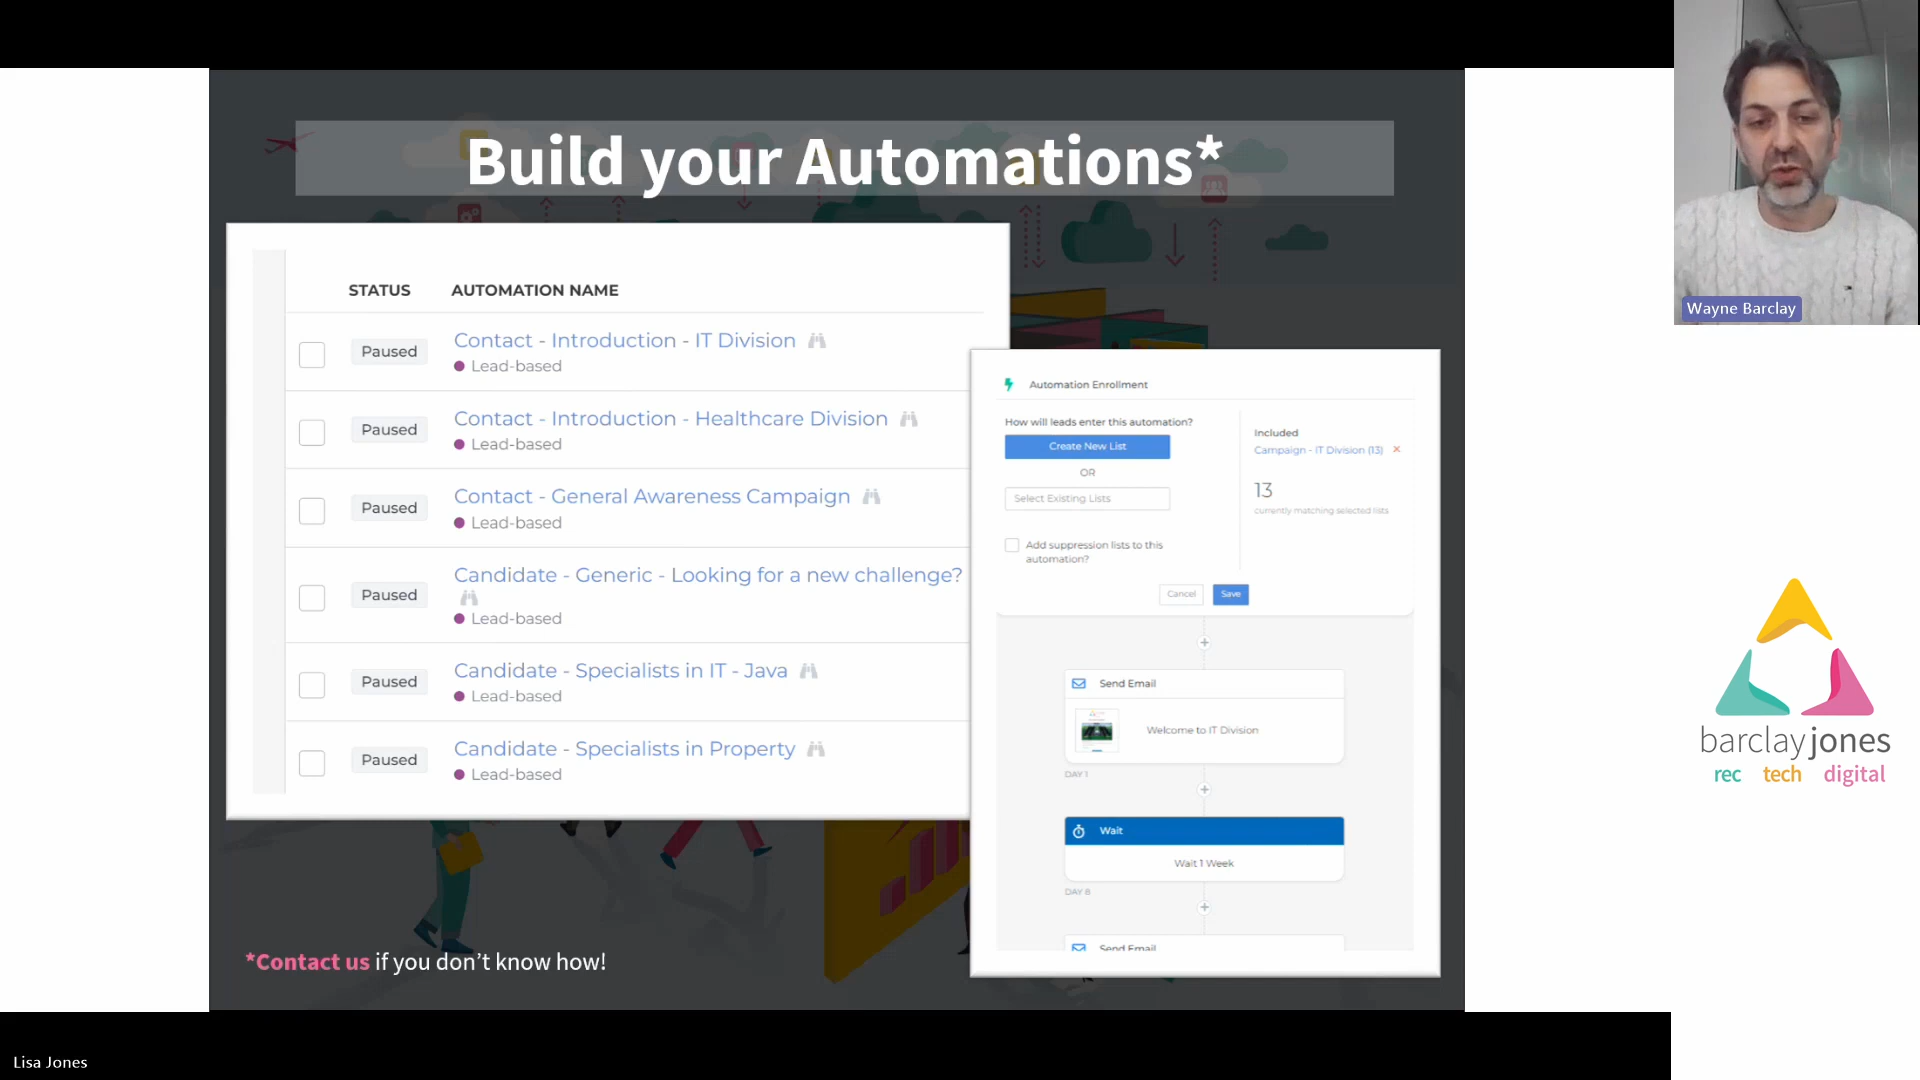 Build your Automations*
STATUS AUTOMATION NAME
Paused Contact - Introduction - IT Division
Lead-based
Paused Contact - Introduction - Healthcare Division
Lead-based
Paused Contact - General Awareness Campaign
Lead-based
Paused Candidate - Generic - Looking for a new challenge?
Lead-based
Paused Candidate - Specialists in IT - Java
Lead-based
Paused Candidate - Specialists in Property
Lead-based
*Contact us if you don't know how!
Automation Enrollment
How will leads enter this automation?
Create New List
OR
Select Existing Lists
Add suppression lists to this
automation?
Included
Campaign - IT Division (13) ×
13
currently matching selected lists
Cancel Save
+
Send Email
Welcome to IT Division
DAY 1
+
Wait
Wait 1 Week
DAY 8
+
Send Email
Wayne Barclay
barclayjones
rec tech digital
Lisa Jones